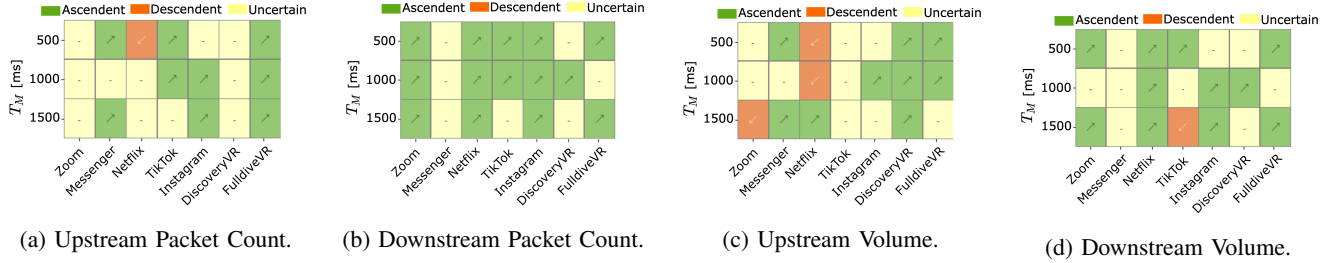 Ascendent Descendent Uncertain
500 - ↗ ↙ ↗ - - ↗
1000 - - - ↗ ↗ - ↗
1500 - ↗ - - ↗ - ↗
T_M [ms]
Zoom Messenger Netflix TikTok Instagram DiscoveryVR FulldiveVR
(a) Upstream Packet Count.
Ascendent Descendent Uncertain
500 ↗ - ↗ ↗ ↗ - ↗
1000 ↗ - ↗ ↗ ↗ ↗ -
1500 ↗ - ↗ - ↗ - ↗
T_M [ms]
Zoom Messenger Netflix TikTok Instagram DiscoveryVR FulldiveVR
(b) Downstream Packet Count.
Ascendent Descendent Uncertain
500 - ↗ ↙ - - ↗ ↗
1000 - - ↙ - ↗ ↗ ↗
1500 ↙ ↗ ↗ - - ↗ -
T_M [ms]
Zoom Messenger Netflix TikTok Instagram DiscoveryVR FulldiveVR
(c) Upstream Volume.
Ascendent Descendent Uncertain
500 ↗ - ↗ ↗ - - ↗
1000 - - ↗ - ↗ ↗ -
1500 ↗ - ↗ ↙ ↗ - ↗
T_M [ms]
Zoom Messenger Netflix TikTok Instagram DiscoveryVR FulldiveVR
(d) Downstream Volume.